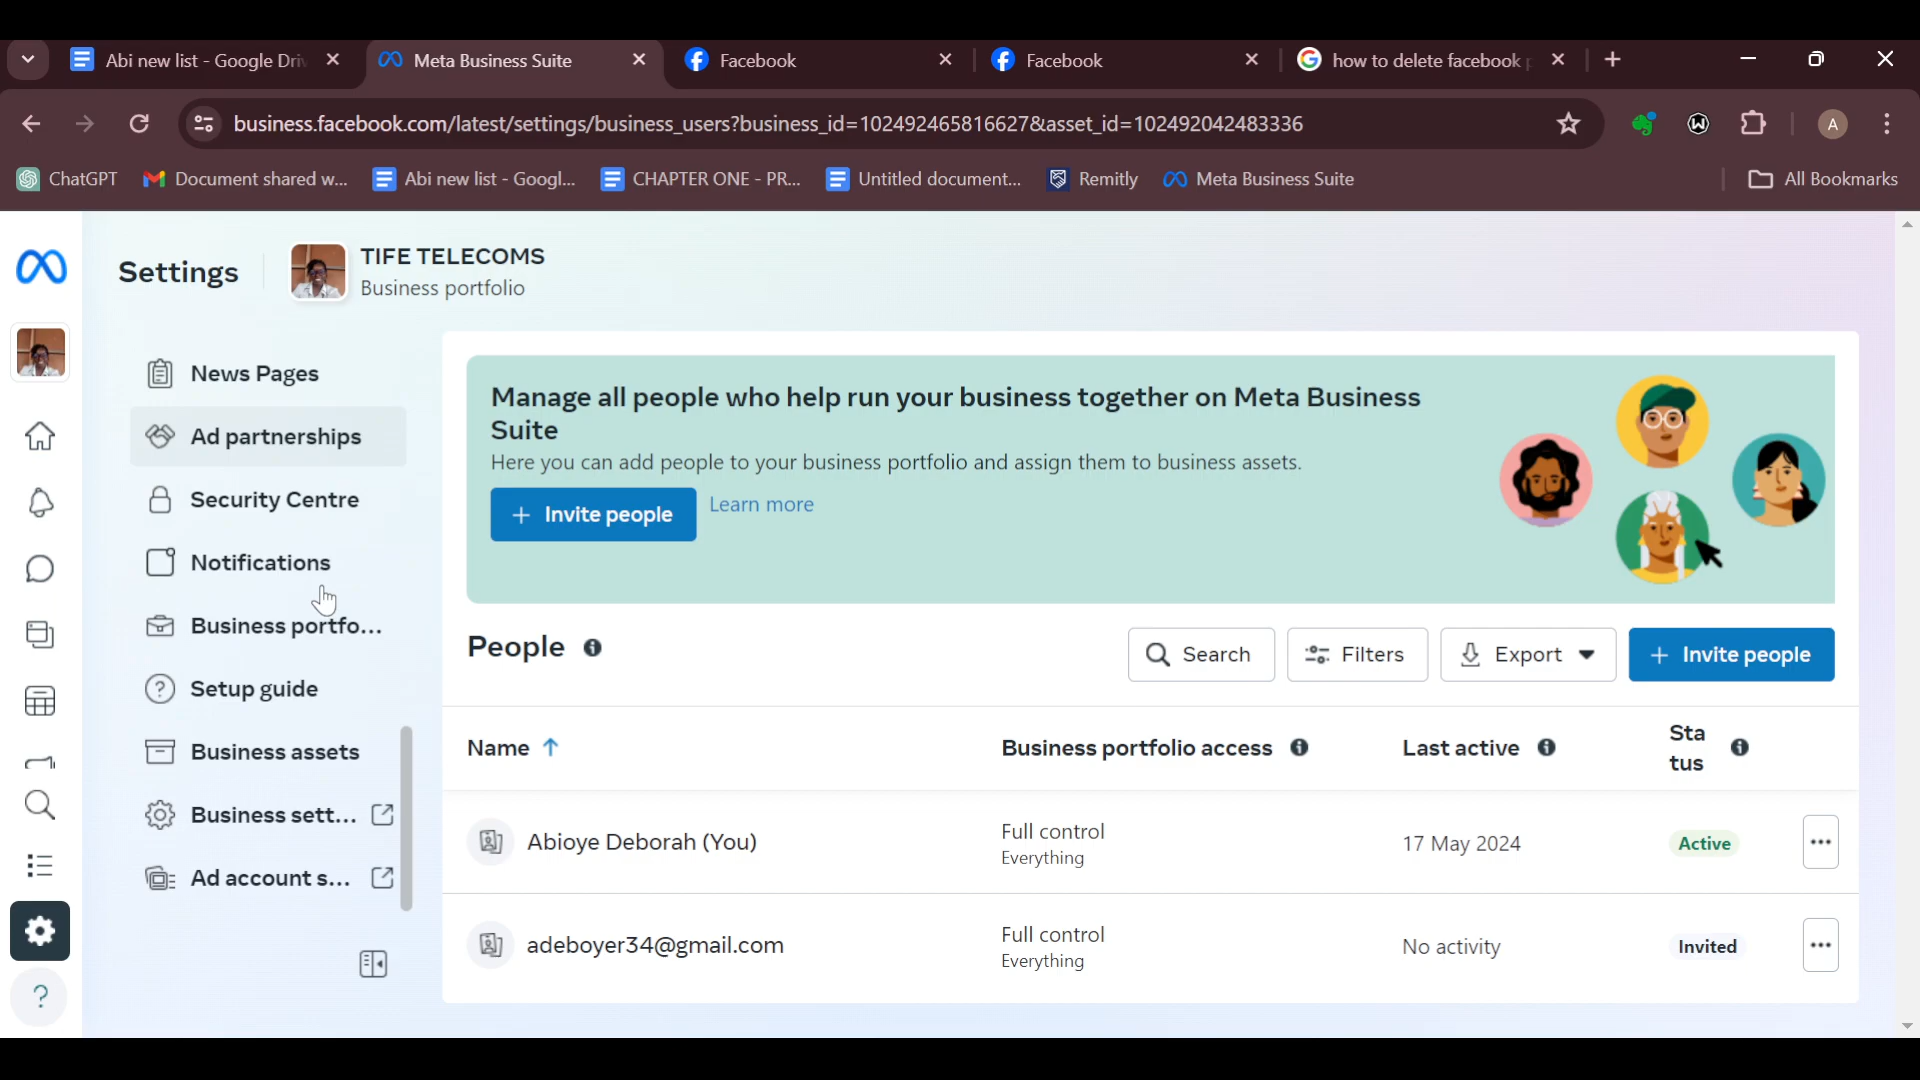 Abi new list - Google Dri
Meta Business Suite
Facebook
Facebook
how to delete facebook
business.facebook.com/latest/settings/business_users?business_id=102492465816627&asset_id=102492042483336
A
ChatGPT
Document shared w...
Abi new list - Googl...
CHAPTER ONE - PR...
Untitled document...
Remitly
Meta Business Suite
All Bookmarks
Settings
TIFE TELECOMS
Business portfolio
News Pages
Ad partnerships
Security Centre
Notifications
Business portfo...
Setup guide
Business assets
Business sett...
Ad account s...
Manage all people who help run your business together on Meta Business
Suite
Here you can add people to your business portfolio and assign them to business assets.
+ Invite people
Learn more
People
Search
Filters
Export
+ Invite people
Name
Business portfolio access
Last active
Sta
tus
Abioye Deborah (You)
Full control
Everything
17 May 2024
Active
adeboyer34@gmail.com
Full control
Everything
No activity
Invited